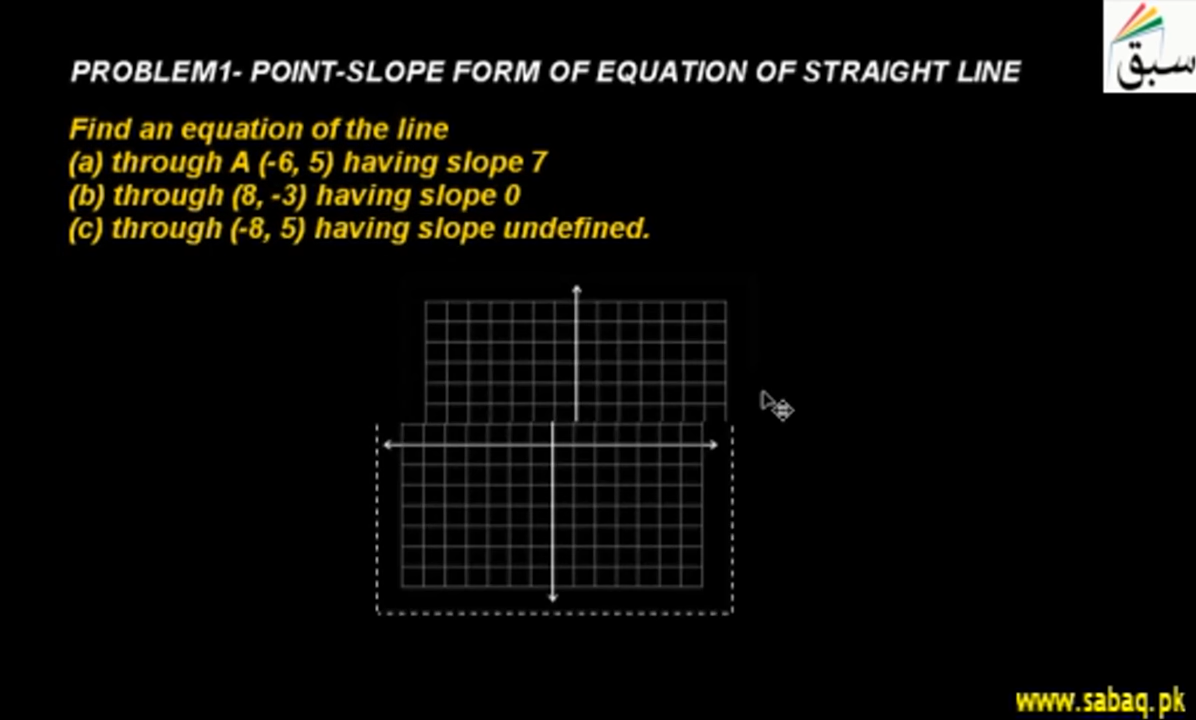 سبق
PROBLEM1- POINT-SLOPE FORM OF EQUATION OF STRAIGHT LINE
Find an equation of the line
(a) through A (-6, 5) having slope 7
(b) through (8, -3) having slope 0
(c) through (-8, 5) having slope undefined.
www.sabaq.pk